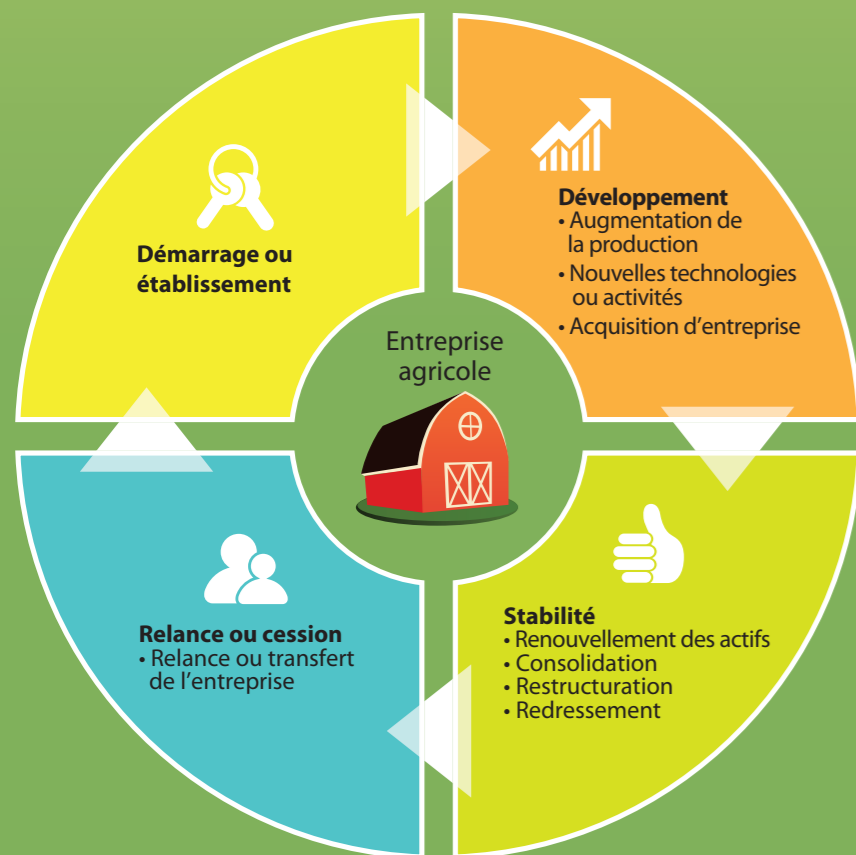 Démarrage ou
établissement
Développement
• Augmentation de
la production
• Nouvelles technologies
ou activités
• Acquisition d'entreprise
Entreprise
agricole
Stabilité
• Renouvellement des actifs
• Consolidation
• Restructuration
• Redressement
Relance ou cession
• Relance ou transfert
de l'entreprise